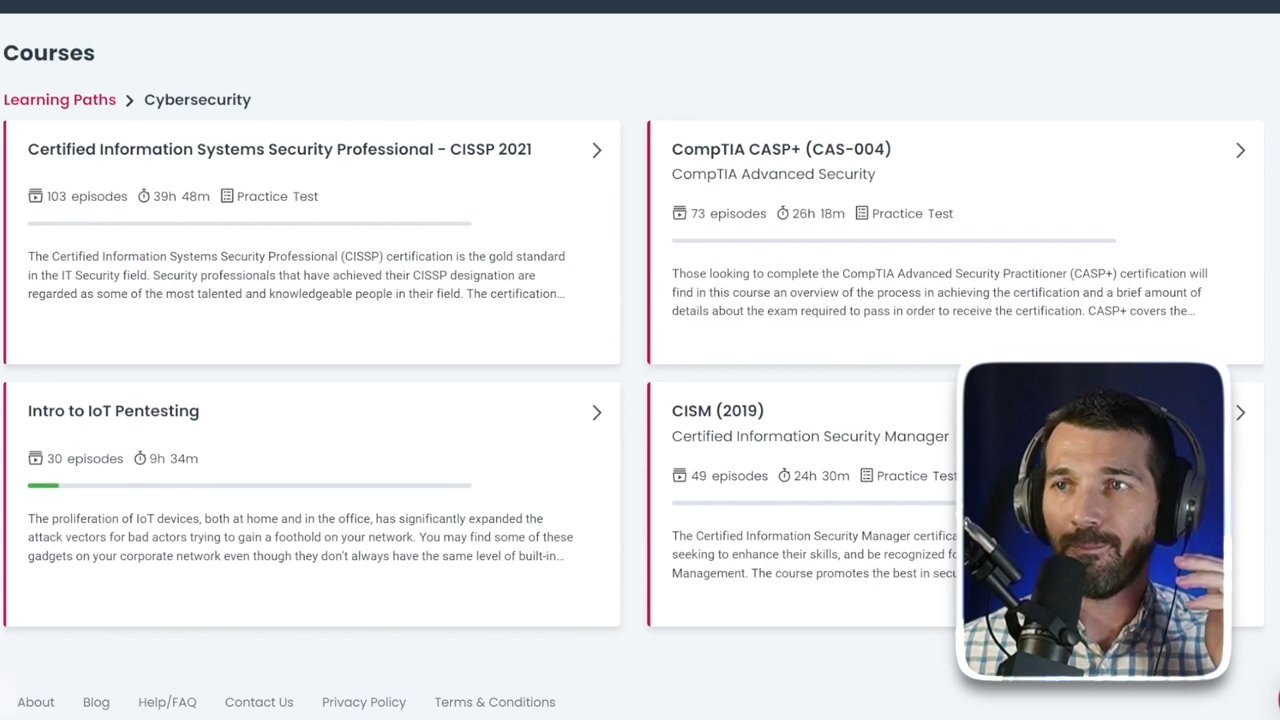 Courses
Learning Paths > Cybersecurity
Certified Information Systems Security Professional - CISSP 2021
103 episodes 39h 48m Practice Test
The Certified Information Systems Security Professional (CISSP) certification is the gold standard
in the IT Security field. Security professionals that have achieved their CISSP designation are
regarded as some of the most talented and knowledgeable people in their field. The certification...
CompTIA CASP+ (CAS-004)
CompTIA Advanced Security
73 episodes 26h 18m Practice Test
Those looking to complete the CompTIA Advanced Security Practitioner (CASP+) certification will
find in this course an overview of the process in achieving the certification and a brief amount of
details about the exam required to pass in order to receive the certification. CASP+ covers the...
Intro to IoT Pentesting
30 episodes 9h 34m
The proliferation of IoT devices, both at home and in the office, has significantly expanded the
attack vectors for bad actors trying to gain a foothold on your network. You may find some of these
gadgets on your corporate network even though they don't always have the same level of built-in...
CISM (2019)
Certified Information Security Manager
49 episodes 24h 30m Practice Test
The Certified Information Security Manager
seeking to enhance their skills, and be recognized
Management. The course promotes the best in
About Blog Help/FAQ Contact Us Privacy Policy Terms & Conditions